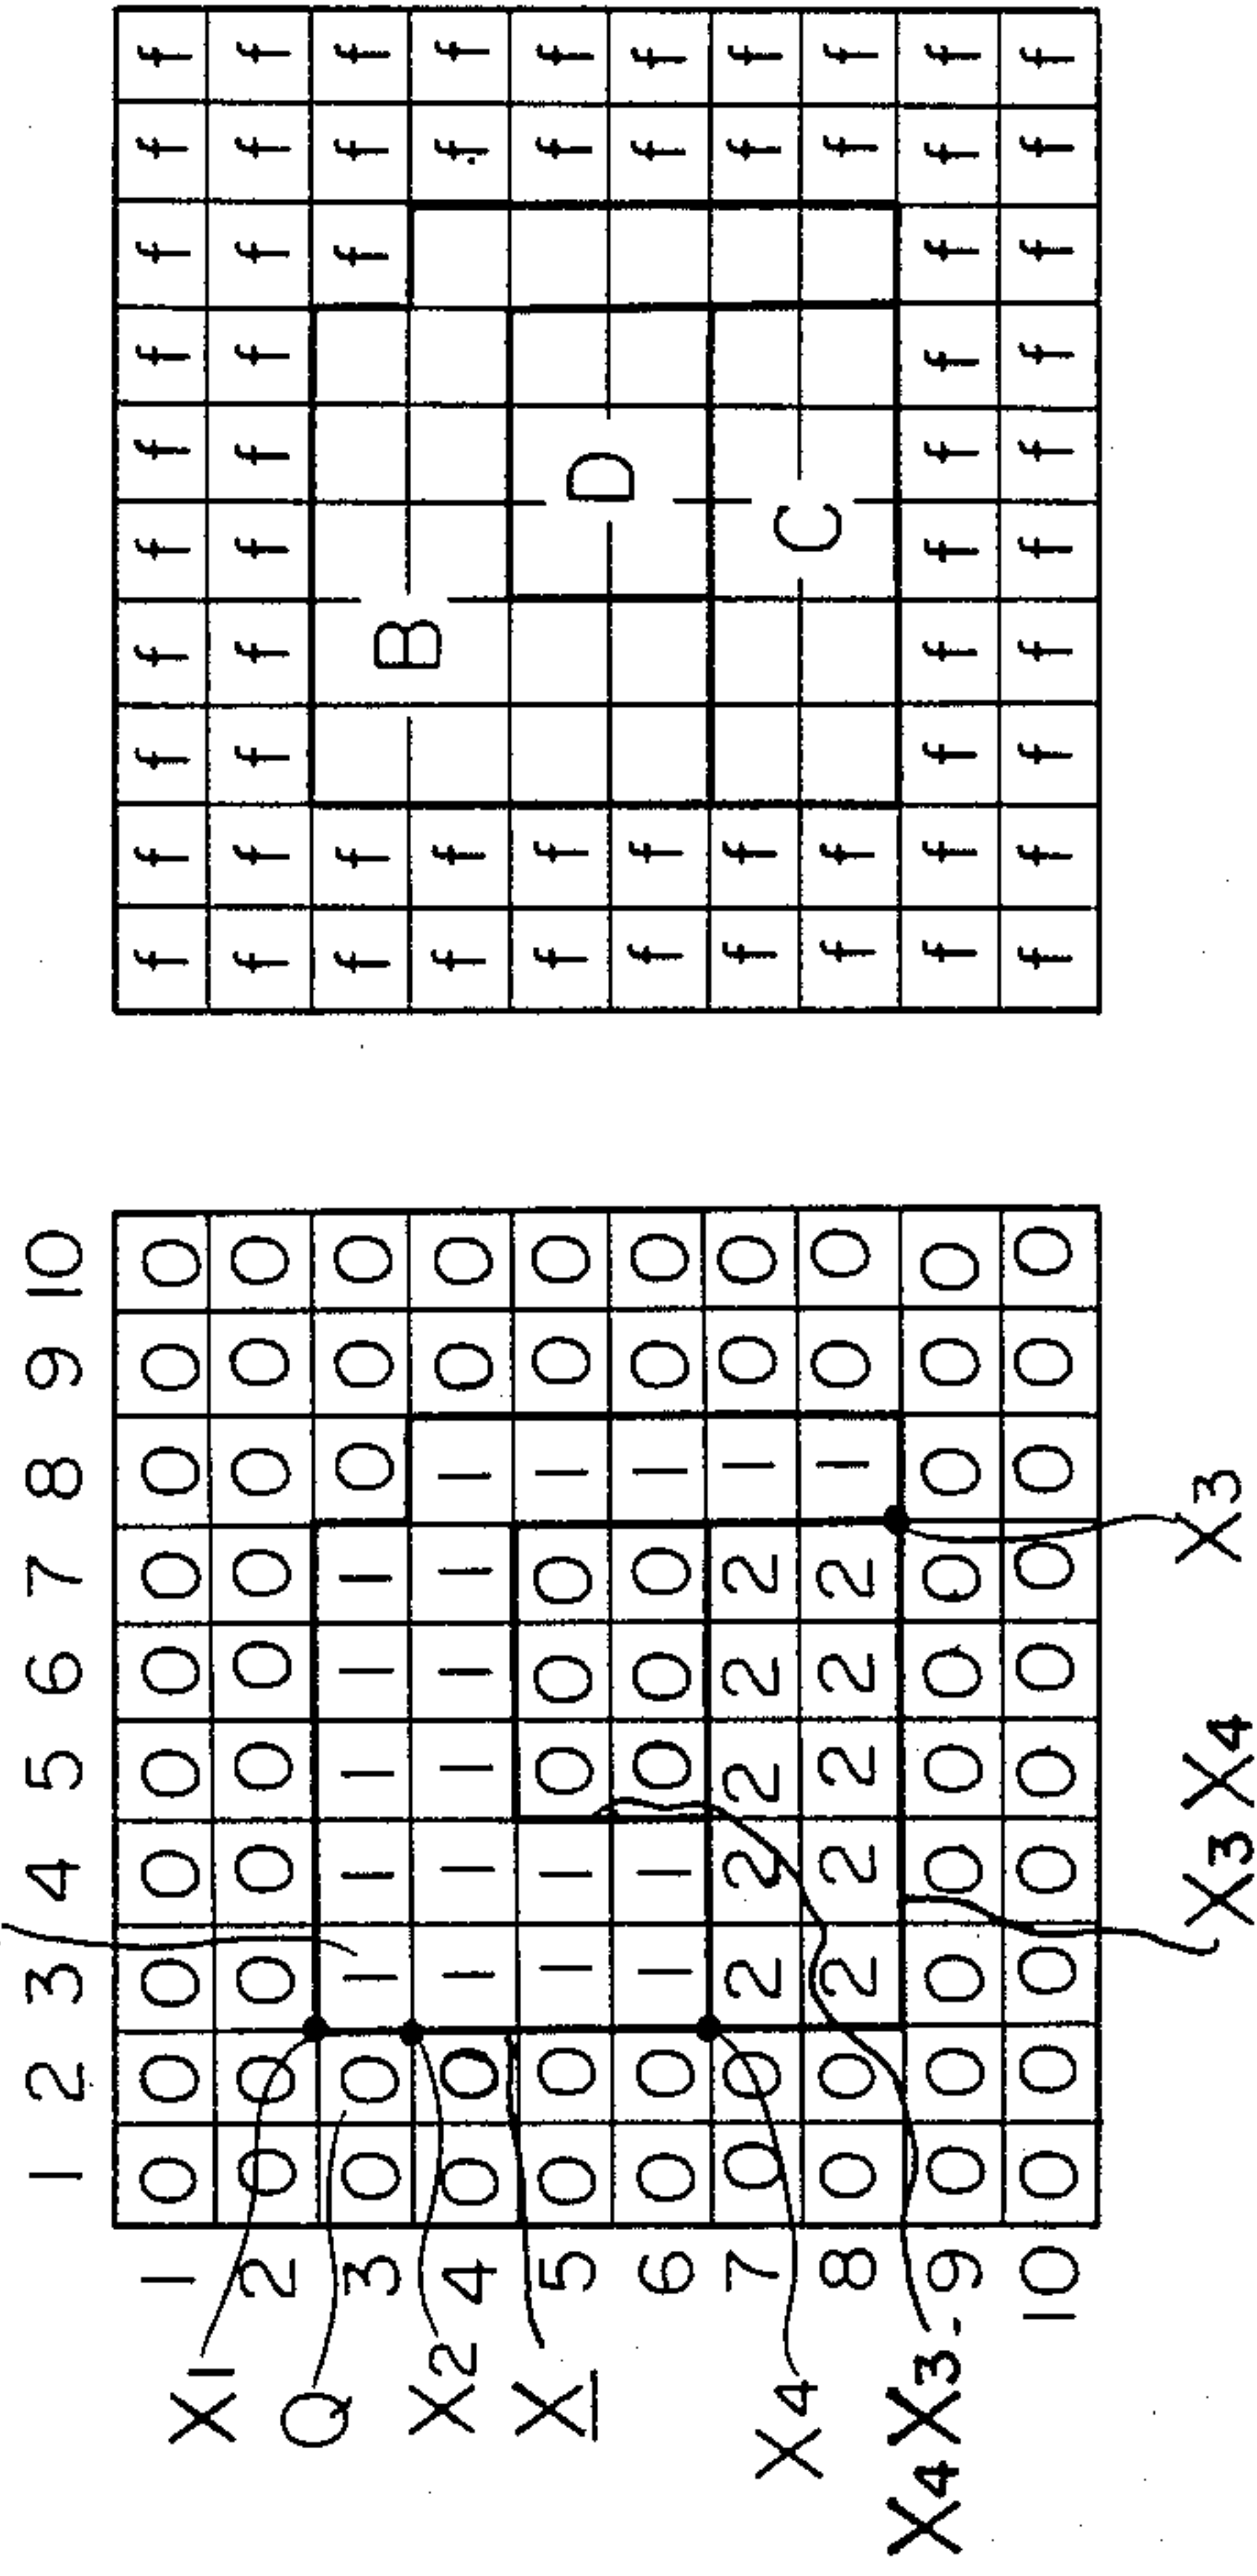 1 2 3 4 5 6 7 8 9 10
1 0 0 0 0 0 0 0 0 0 0
X1
2 0 0 0 0 0 0 0 0 0 0
Q
3 0 0 1 1 1 1 1 0 0 0
X2
4 0 0 1 1 1 1 1 1 0 0
X
5 0 0 1 1 0 0 0 1 0 0
6 0 0 1 1 0 0 0 1 0 0
7 0 0 2 2 2 2 2 1 0 0
X4
8 0 0 2 2 2 2 2 1 0 0
X4X3-
9 0 0 0 0 0 0 0 0 0 0
10 0 0 0 0 0 0 0 0 0 0
X3X4
X3
f f f f f f f f f f
f f f f f f f f f f
f f f f f
B
f f f f
f f f f
D
f f f f
f f f f
C
f f f f
f f f f f f f f f f
f f f f f f f f f f